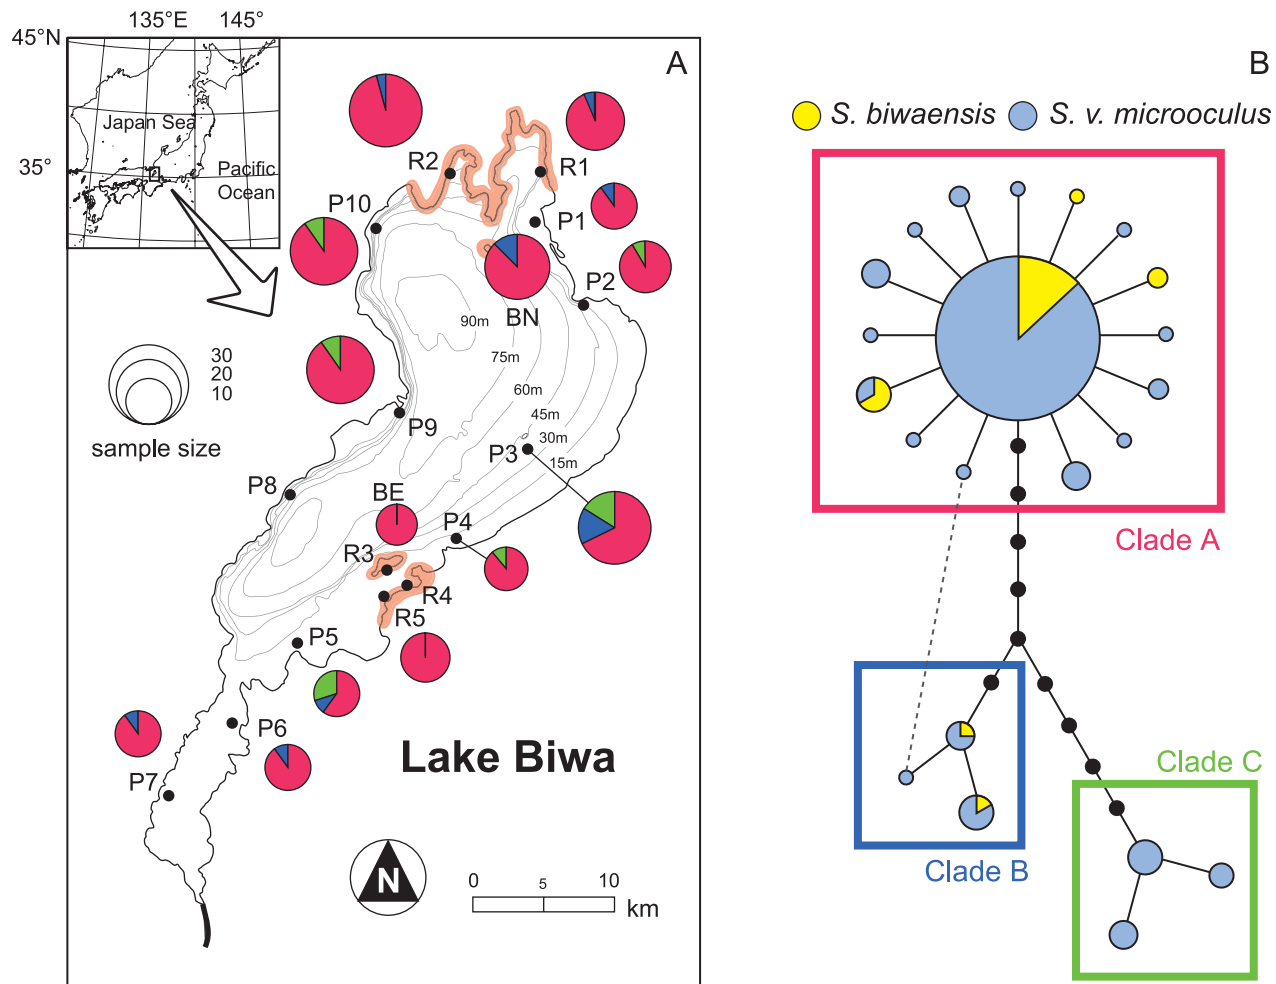 135°E 145°
45°N
35°
Japan Sea
Pacific
Ocean
A
R2
R1
P10
P1
P2
BN
90m
75m
60m
45m
30m
15m
30
20
10
sample size
P9
P3
P8
BE
P4
R3
R4
R5
P5
P6
P7
Lake Biwa
N
0 5 10
km
B
S. biwaensis S. v. microoculus
Clade A
Clade B
Clade C